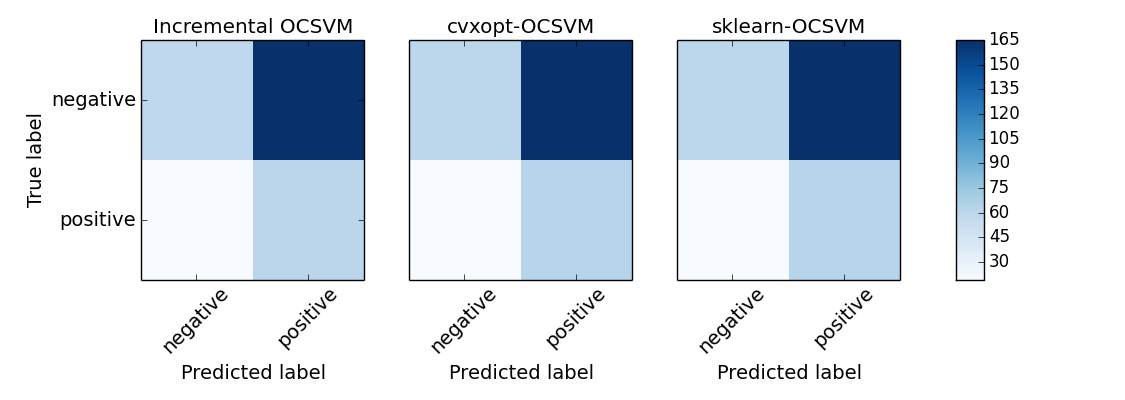 Incremental OCSVM
cvxopt-OCSVM
sklearn-OCSVM
True label
negative
positive
negative
positive
Predicted label
negative
positive
Predicted label
negative
positive
Predicted label
165
150
135
120
105
90
75
60
45
30